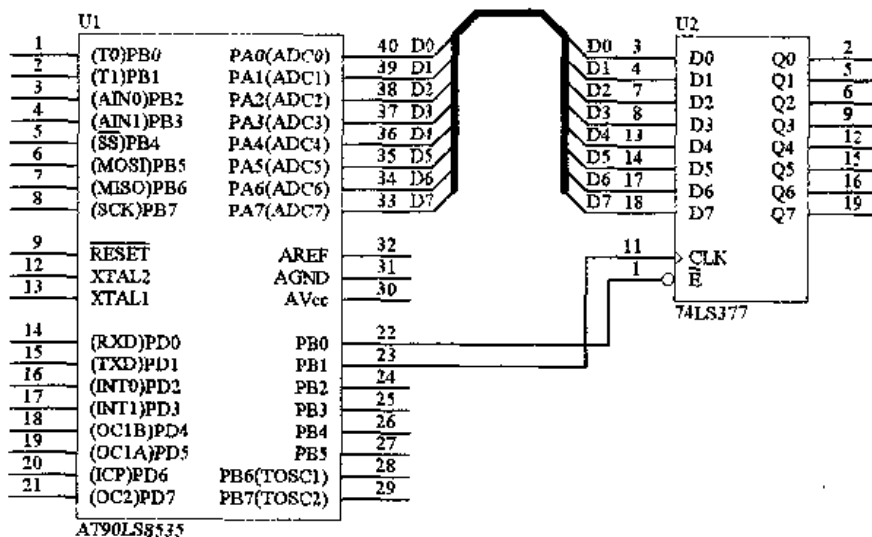 U1
1 (T0)PB0 PA0(ADC0) 40 D0
2 (T1)PB1 PA1(ADC1) 39 D1
3 (AIN0)PB2 PA2(ADC2) 38 D2
4 (AIN1)PB3 PA3(ADC3) 37 D3
5 (SS)PB4 PA4(ADC4) 36 D4
6 (MOSI)PB5 PA5(ADC5) 35 D5
7 (MISO)PB6 PA6(ADC6) 34 D6
8 (SCK)PB7 PA7(ADC7) 33 D7
9 RESET AREF 32
12 XTAL2 AGND 31
13 XTAL1 AVcc 30
14 (RXD)PD0 PB0 22
15 (TXD)PD1 PB1 23
16 (INT0)PD2 PB2 24
17 (INT1)PD3 PB3 25
18 (OC1B)PD4 PB4 26
19 (OC1A)PD5 PB5 27
20 (ICP)PD6 PB6(TOSC1) 28
21 (OC2)PD7 PB7(TOSC2) 29
AT90LS8535
U2
D0 3 D0 Q0 2
D1 4 D1 Q1 5
D2 7 D2 Q2 6
D3 8 D3 Q3 9
D4 13 D4 Q4 12
D5 14 D5 Q5 15
D6 17 D6 Q6 16
D7 18 D7 Q7 19
11 CLK
1 E
74LS377